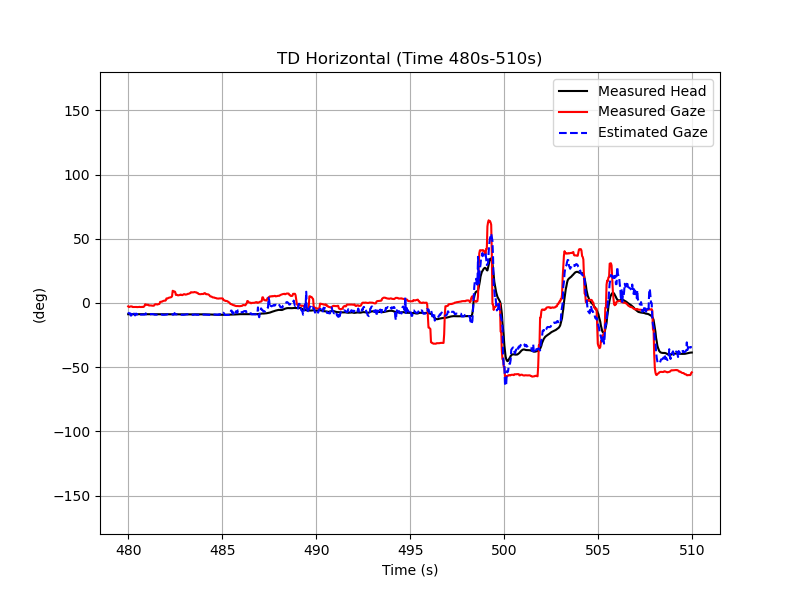 TD Horizontal (Time 480s-510s)
Measured Head
Measured Gaze
Estimated Gaze
150
100
50
0
−50
−100
−150
(deg)
480 485 490 495 500 505 510
Time (s)